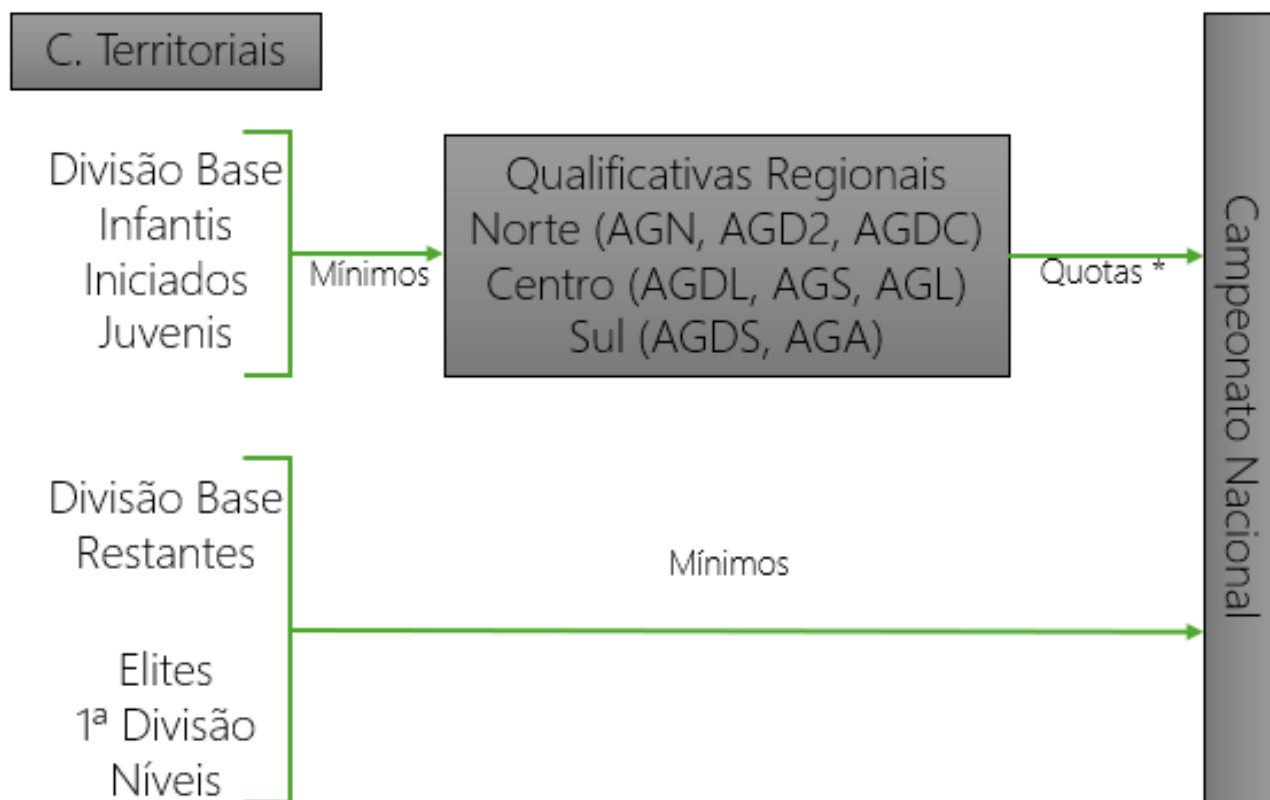 C. Territoriais
Divisão Base
Infantis
Iniciados
Juvenis
Mínimos
Qualificativas Regionais
Norte (AGN, AGD2, AGDC)
Centro (AGDL, AGS, AGL)
Sul (AGDS, AGA)
Quotas *
Divisão Base
Restantes
Elites
1ª Divisão
Níveis
Mínimos
Campeonato Nacional